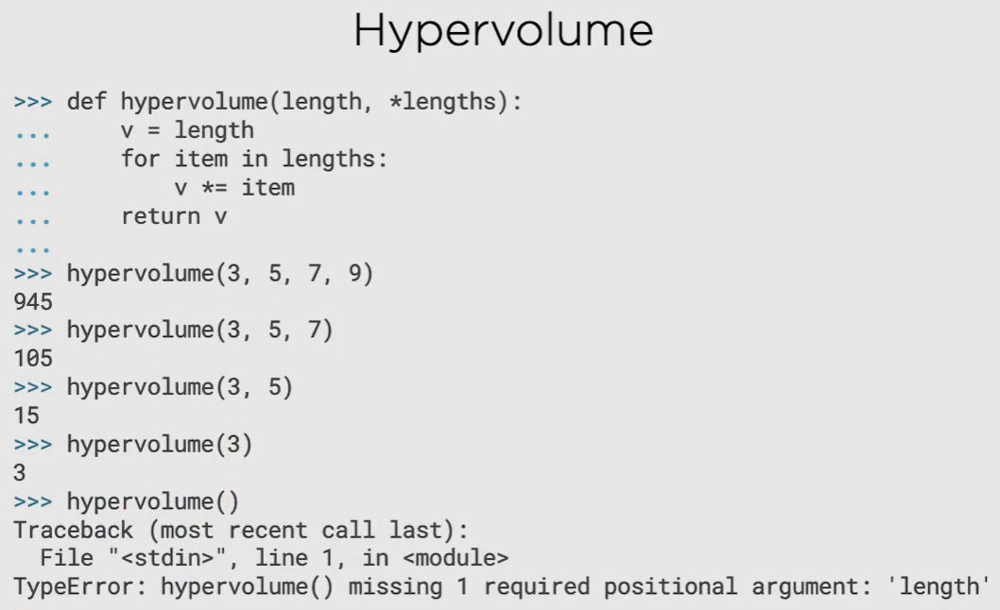 Hypervolume
>>> def hypervolume(length, *lengths):
...     v = length
...     for item in lengths:
...         v *= item
...     return v
...
>>> hypervolume(3, 5, 7, 9)
945
>>> hypervolume(3, 5, 7)
105
>>> hypervolume(3, 5)
15
>>> hypervolume(3)
3
>>> hypervolume()
Traceback (most recent call last):
  File "<stdin>", line 1, in <module>
TypeError: hypervolume() missing 1 required positional argument: 'length'